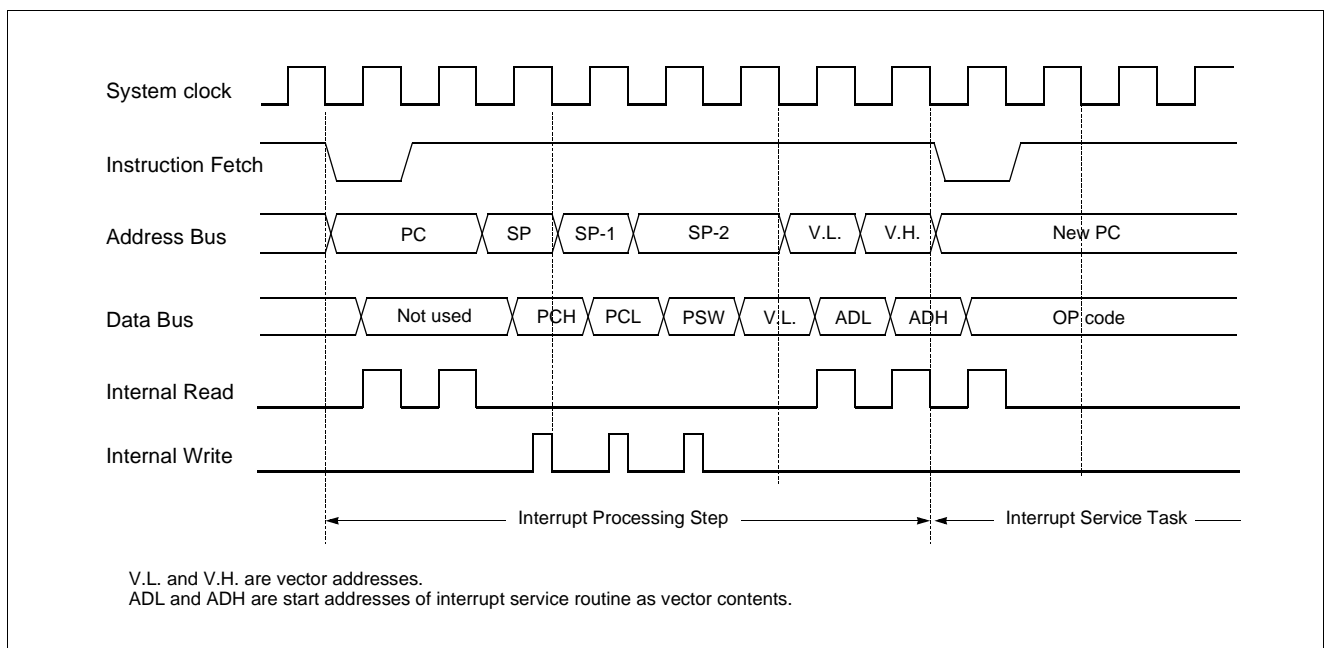 System clock
Instruction Fetch
Address Bus PC SP SP-1 SP-2 V.L. V.H. New PC
Data Bus Not used PCH PCL PSW V.L. ADL ADH OP code
Internal Read
Internal Write
Interrupt Processing Step Interrupt Service Task
V.L. and V.H. are vector addresses.
ADL and ADH are start addresses of interrupt service routine as vector contents.